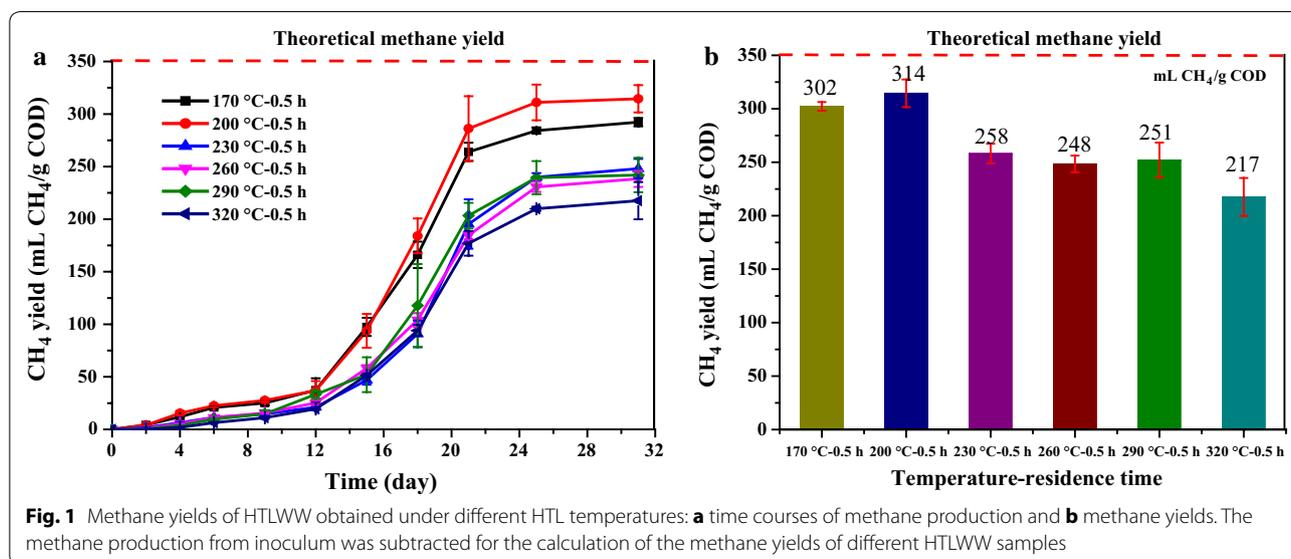 a
Theoretical methane yield
350
300
250
200
150
100
50
0
CH₄ yield (mL CH₄/g COD)
170 °C-0.5 h
200 °C-0.5 h
230 °C-0.5 h
260 °C-0.5 h
290 °C-0.5 h
320 °C-0.5 h
0 4 8 12 16 20 24 28 32
Time (day)
b
Theoretical methane yield
mL CH₄/g COD
350
300
250
200
150
100
50
0
CH₄ yield (mL CH₄/g COD)
302 314 258 248 251 217
170 °C-0.5 h 200 °C-0.5 h 230 °C-0.5 h 260 °C-0.5 h 290 °C-0.5 h 320 °C-0.5 h
Temperature-residence time
Fig. 1 Methane yields of HTLWW obtained under different HTL temperatures: a time courses of methane production and b methane yields. The
methane production from inoculum was subtracted for the calculation of the methane yields of different HTLWW samples